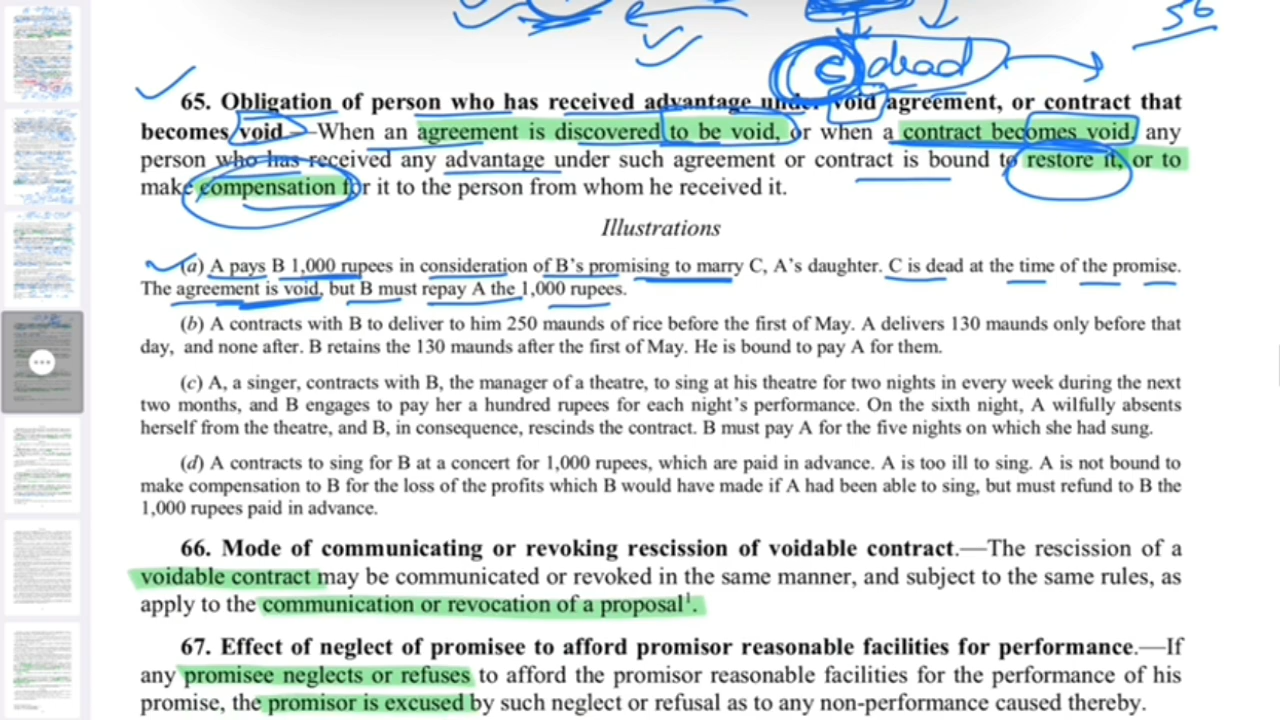 56
C dead
65. Obligation of person who has received advantage under void agreement, or contract that
becomes void.—When an agreement is discovered to be void, or when a contract becomes void, any
person who has received any advantage under such agreement or contract is bound to restore it, or to
make compensation for it to the person from whom he received it.
Illustrations
(a) A pays B 1,000 rupees in consideration of B's promising to marry C, A's daughter. C is dead at the time of the promise.
The agreement is void, but B must repay A the 1,000 rupees.
(b) A contracts with B to deliver to him 250 maunds of rice before the first of May. A delivers 130 maunds only before that
day, and none after. B retains the 130 maunds after the first of May. He is bound to pay A for them.
(c) A, a singer, contracts with B, the manager of a theatre, to sing at his theatre for two nights in every week during the next
two months, and B engages to pay her a hundred rupees for each night's performance. On the sixth night, A wilfully absents
herself from the theatre, and B, in consequence, rescinds the contract. B must pay A for the five nights on which she had sung.
(d) A contracts to sing for B at a concert for 1,000 rupees, which are paid in advance. A is too ill to sing. A is not bound to
make compensation to B for the loss of the profits which B would have made if A had been able to sing, but must refund to B the
1,000 rupees paid in advance.
66. Mode of communicating or revoking rescission of voidable contract.—The rescission of a
voidable contract may be communicated or revoked in the same manner, and subject to the same rules, as
apply to the communication or revocation of a proposal¹.
67. Effect of neglect of promisee to afford promisor reasonable facilities for performance.—If
any promisee neglects or refuses to afford the promisor reasonable facilities for the performance of his
promise, the promisor is excused by such neglect or refusal as to any non-performance caused thereby.